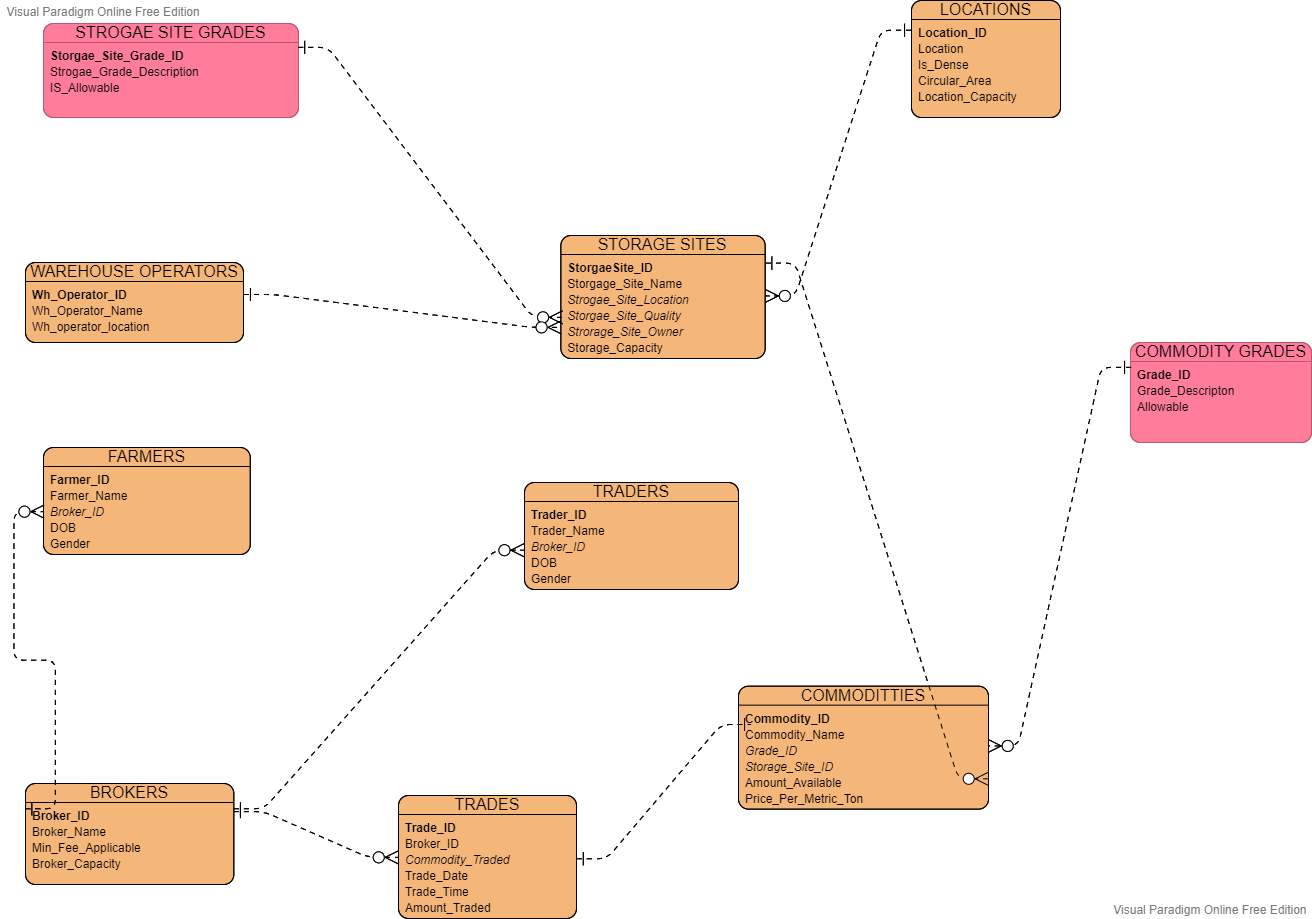 Visual Paradigm Online Free Edition
STROGAE SITE GRADES
Storgae_Site_Grade_ID
Strogae_Grade_Description
IS_Allowable
LOCATIONS
Location_ID
Location
Is_Dense
Circular_Area
Location_Capacity
STORAGE SITES
StorgaeSite_ID
Storgage_Site_Name
Strogae_Site_Location
Storgae_Site_Quality
Strorage_Site_Owner
Storage_Capacity
WAREHOUSE OPERATORS
Wh_Operator_ID
Wh_Operator_Name
Wh_operator_location
COMMODITY GRADES
Grade_ID
Grade_Descripton
Allowable
FARMERS
Farmer_ID
Farmer_Name
Broker_ID
DOB
Gender
TRADERS
Trader_ID
Trader_Name
Broker_ID
DOB
Gender
COMMODITTIES
Commodity_ID
Commodity_Name
Grade_ID
Storage_Site_ID
Amount_Available
Price_Per_Metric_Ton
BROKERS
Broker_ID
Broker_Name
Min_Fee_Applicable
Broker_Capacity
TRADES
Trade_ID
Broker_ID
Commodity_Traded
Trade_Date
Trade_Time
Amount_Traded
Visual Paradigm Online Free Edition